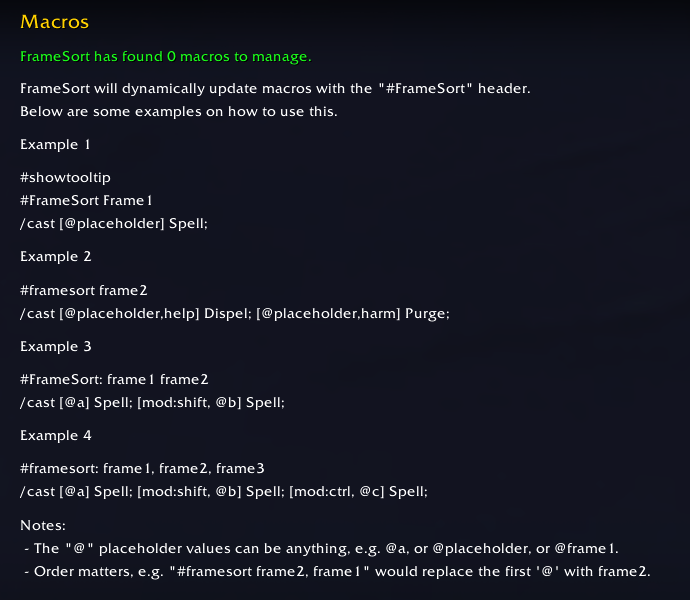 Macros
FrameSort has found 0 macros to manage.
FrameSort will dynamically update macros with the "#FrameSort" header.
Below are some examples on how to use this.
Example 1
#showtooltip
#FrameSort Frame1
/cast [@placeholder] Spell;
Example 2
#framesort frame2
/cast [@placeholder,help] Dispel; [@placeholder,harm] Purge;
Example 3
#FrameSort: frame1 frame2
/cast [@a] Spell; [mod:shift, @b] Spell;
Example 4
#framesort: frame1, frame2, frame3
/cast [@a] Spell; [mod:shift, @b] Spell; [mod:ctrl, @c] Spell;
Notes:
- The "@" placeholder values can be anything, e.g. @a, or @placeholder, or @frame1.
- Order matters, e.g. "#framesort frame2, frame1" would replace the first '@' with frame2.